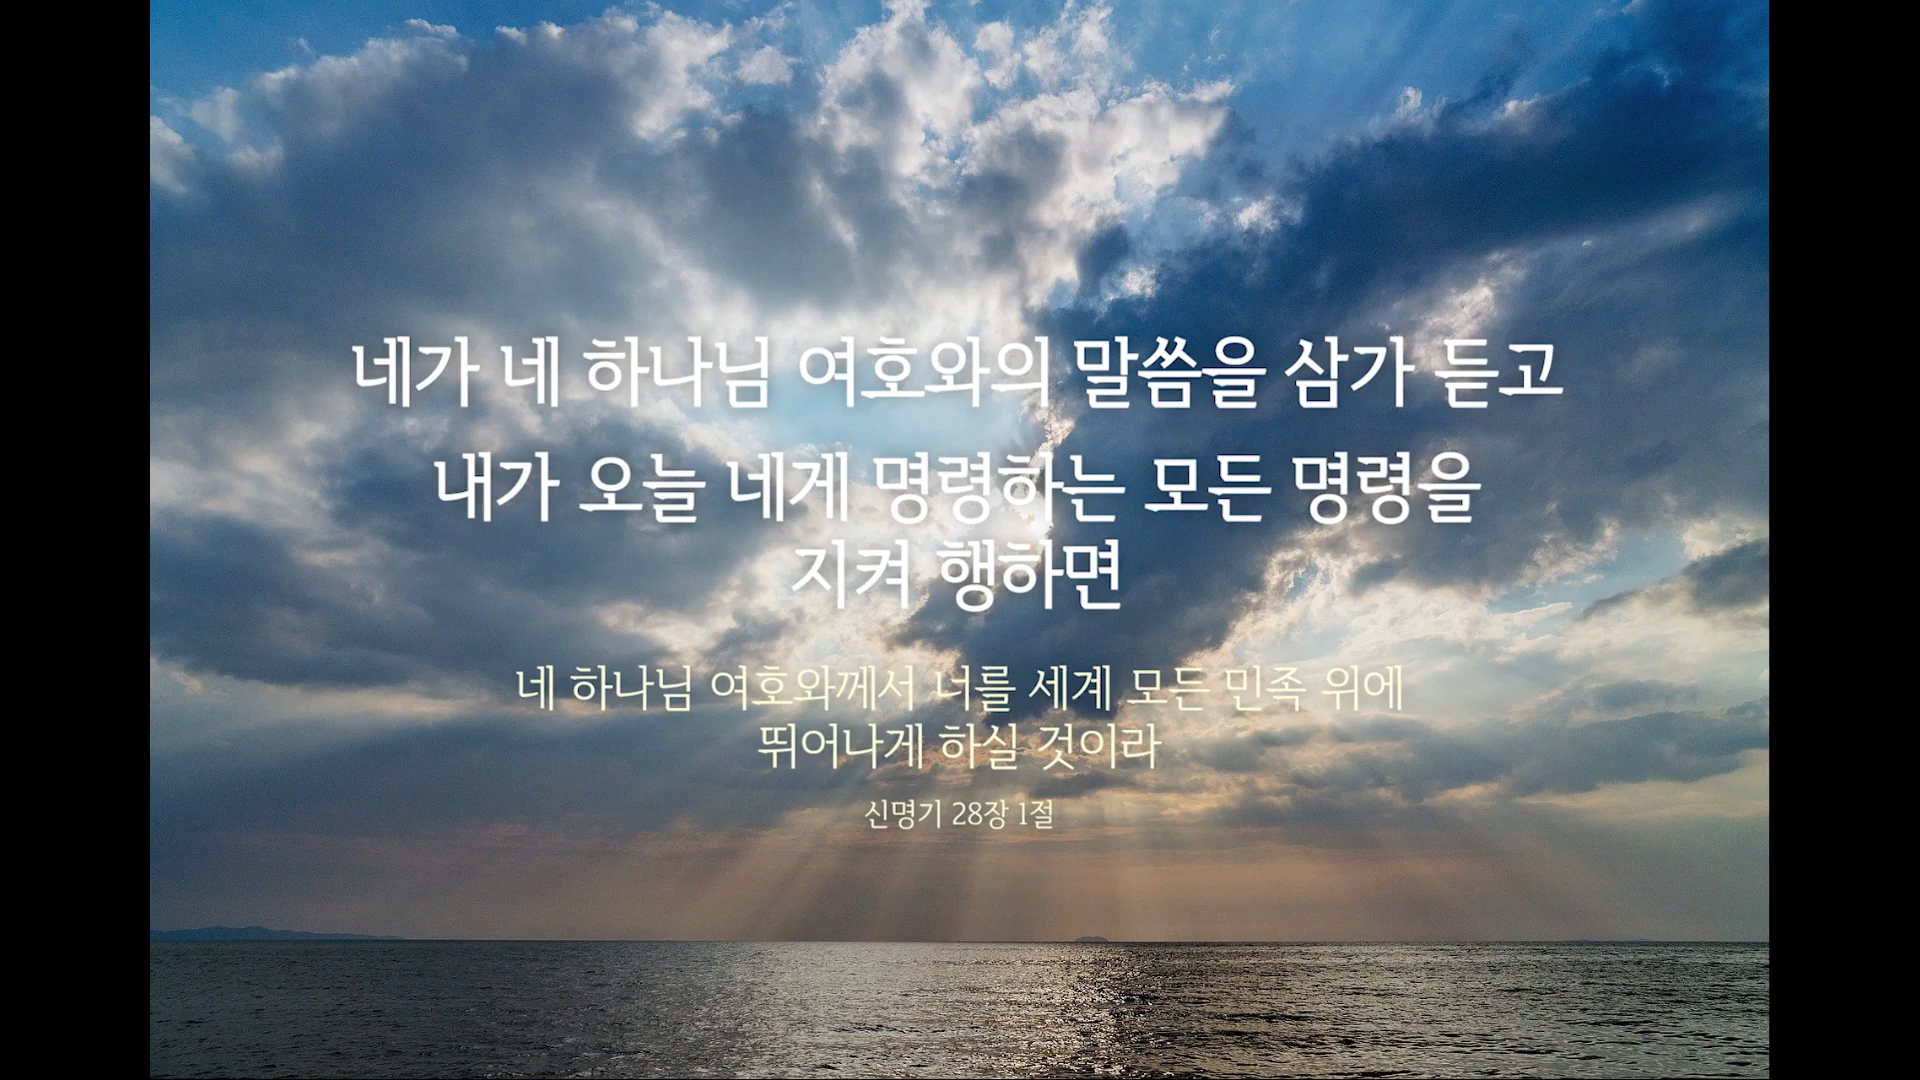 네가 네 하나님 여호와의 말씀을 삼가 듣고
내가 오늘 네게 명령하는 모든 명령을
지켜 행하면
네 하나님 여호와께서 너를 세계 모든 민족 위에
뛰어나게 하실 것이라
신명기 28장 1절